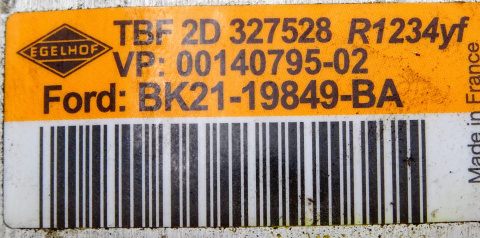 EGELHOF
TBF 2D 327528 R1234yf
VP: 00140795-02
Ford: BK21-19849-BA
Made in France